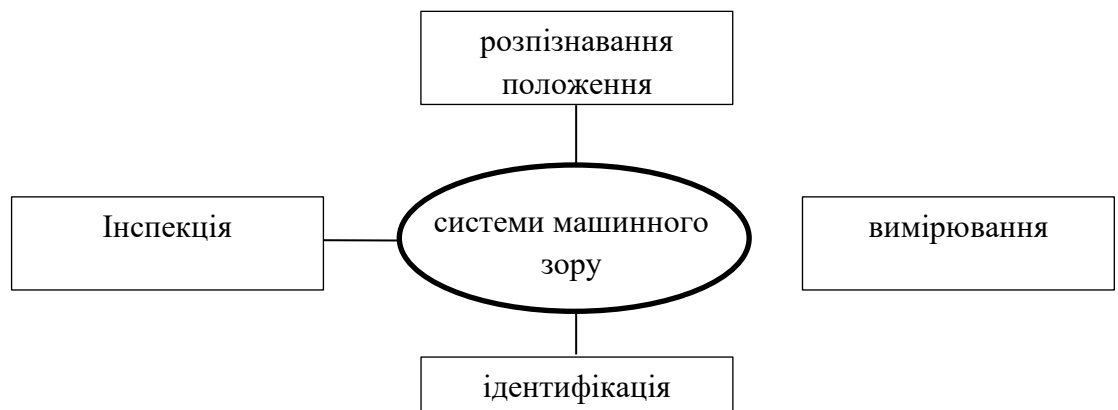 розпізнавання
положення
Інспекція
системи машинного
зору
вимірювання
ідентифікація